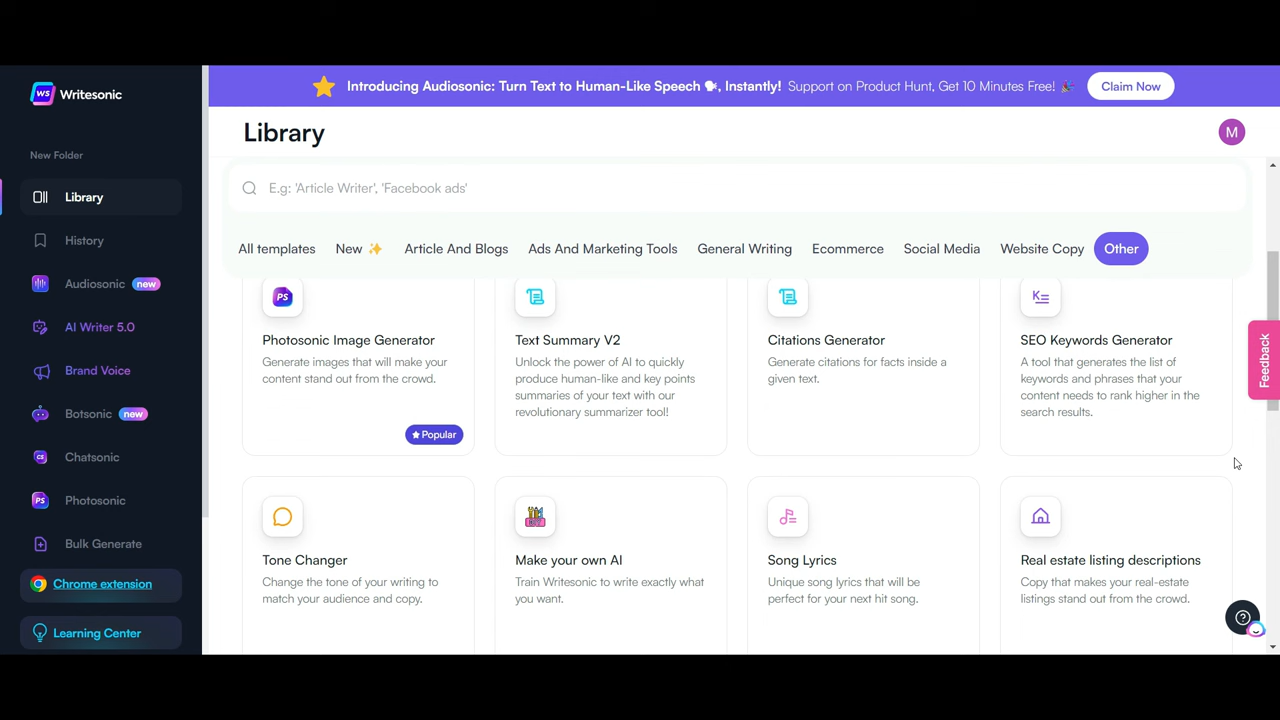 ws Writesonic
New Folder
Library
History
Audiosonic new
AI Writer 5.0
Brand Voice
Botsonic new
CS Chatsonic
PS Photosonic
Bulk Generate
Chrome extension
Learning Center
Introducing Audiosonic: Turn Text to Human-Like Speech 🗣️, Instantly! Support on Product Hunt, Get 10 Minutes Free! 🎉 Claim Now
Library
M
E.g: 'Article Writer', 'Facebook ads'
All templates New ✨ Article And Blogs Ads And Marketing Tools General Writing Ecommerce Social Media Website Copy Other
PS
Photosonic Image Generator
Generate images that will make your
content stand out from the crowd.
Popular
Text Summary V2
Unlock the power of AI to quickly
produce human-like and key points
summaries of your text with our
revolutionary summarizer tool!
Citations Generator
Generate citations for facts inside a
given text.
K
SEO Keywords Generator
A tool that generates the list of
keywords and phrases that your
content needs to rank higher in the
search results.
Tone Changer
Change the tone of your writing to
match your audience and copy.
DIY
Make your own AI
Train Writesonic to write exactly what
you want.
Song Lyrics
Unique song lyrics that will be
perfect for your next hit song.
Real estate listing descriptions
Copy that makes your real-estate
listings stand out from the crowd.
Feedback
?